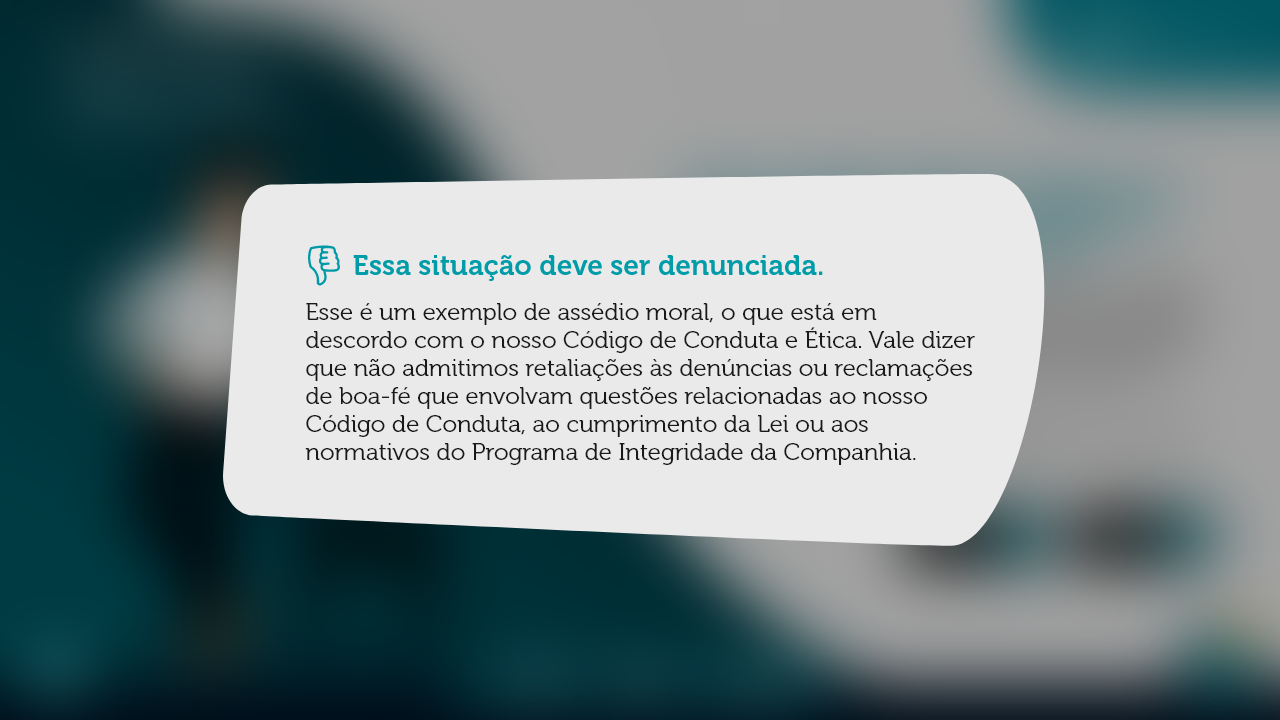 Essa situação deve ser denunciada.
Esse é um exemplo de assédio moral, o que está em
descordo com o nosso Código de Conduta e Ética. Vale dizer
que não admitimos retaliações às denúncias ou reclamações
de boa-fé que envolvam questões relacionadas ao nosso
Código de Conduta, ao cumprimento da Lei ou aos
normativos do Programa de Integridade da Companhia.